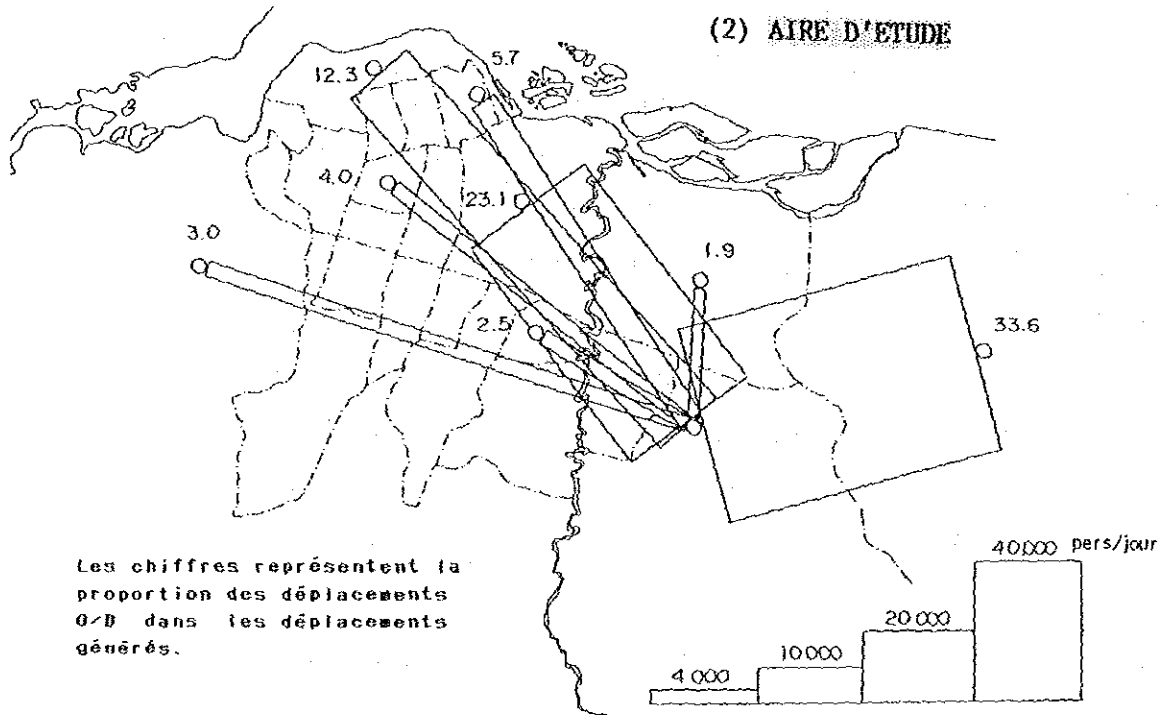 (2) AIRE D'ETUDE
5.7
12.3
4.0
23.1
3.0
1.9
2.5
33.6
Les chiffres représentent la
proportion des déplacements
O/D dans les déplacements
générés.
40.000 pers/jour
20 000
10 000
4 000